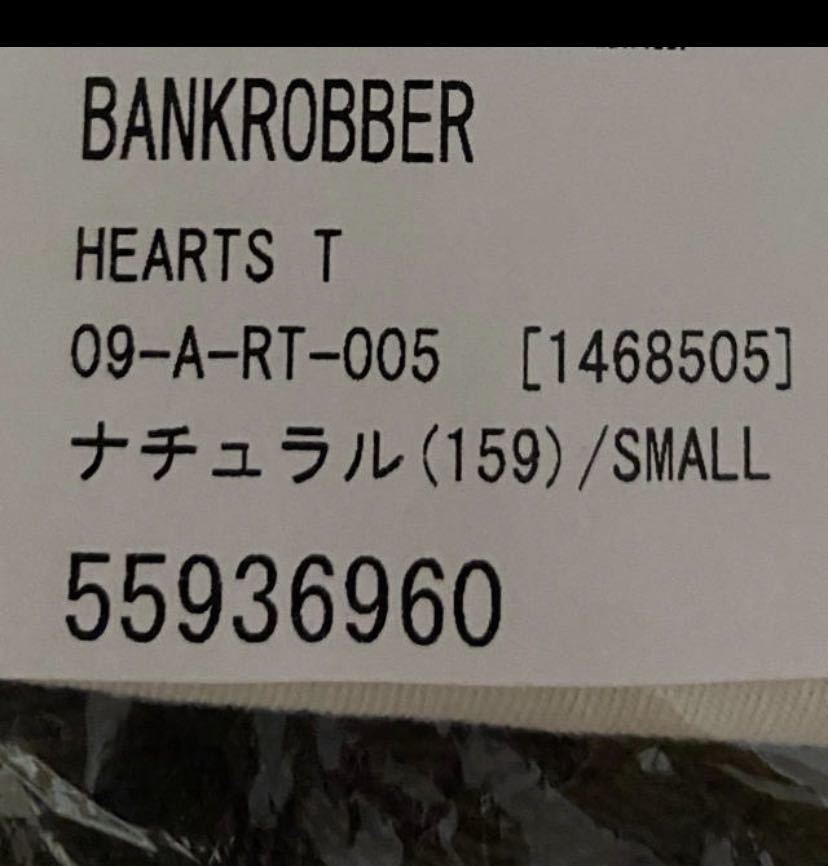 BANKROBBER
HEARTS T
09-A-RT-005 [1468505]
ナチュラル(159)/SMALL
55936960